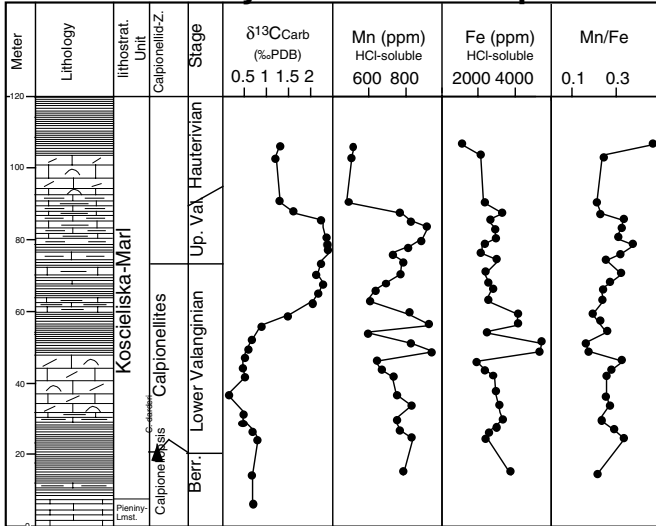 Meter
Lithology
lithostrat. Unit
Calpionellid-Z.
Stage
δ13CCarb
(‰PDB)
0.5 1 1.5 2
Mn (ppm)
HCl-soluble
600 800
Fe (ppm)
HCl-soluble
2000 4000
Mn/Fe
0.1 0.3
120
100
80
60
40
20
0
Koscieliska-Marl
Pieniny-
Lmst.
Calpionellites
C. darderi
Calpionellopsis
Hauterivian
Up. Val.
Lower Valanginian
Berr.